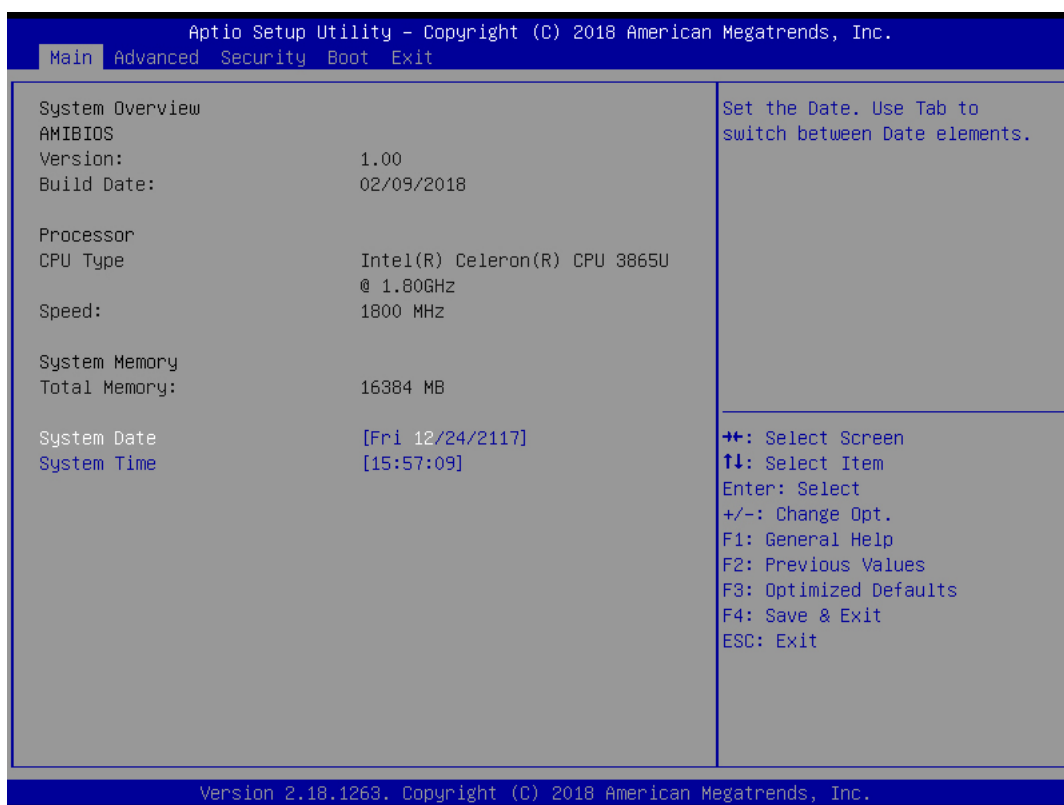 Aptio Setup Utility – Copyright (C) 2018 American Megatrends, Inc.
Main Advanced Security Boot Exit
System Overview
AMIBIOS
Version: 1.00
Build Date: 02/09/2018
Processor
CPU Type Intel(R) Celeron(R) CPU 3865U
@ 1.80GHz
Speed: 1800 MHz
System Memory
Total Memory: 16384 MB
System Date [Fri 12/24/2117]
System Time [15:57:09]
Set the Date. Use Tab to
switch between Date elements.
→←: Select Screen
↑↓: Select Item
Enter: Select
+/-: Change Opt.
F1: General Help
F2: Previous Values
F3: Optimized Defaults
F4: Save & Exit
ESC: Exit
Version 2.18.1263. Copyright (C) 2018 American Megatrends, Inc.